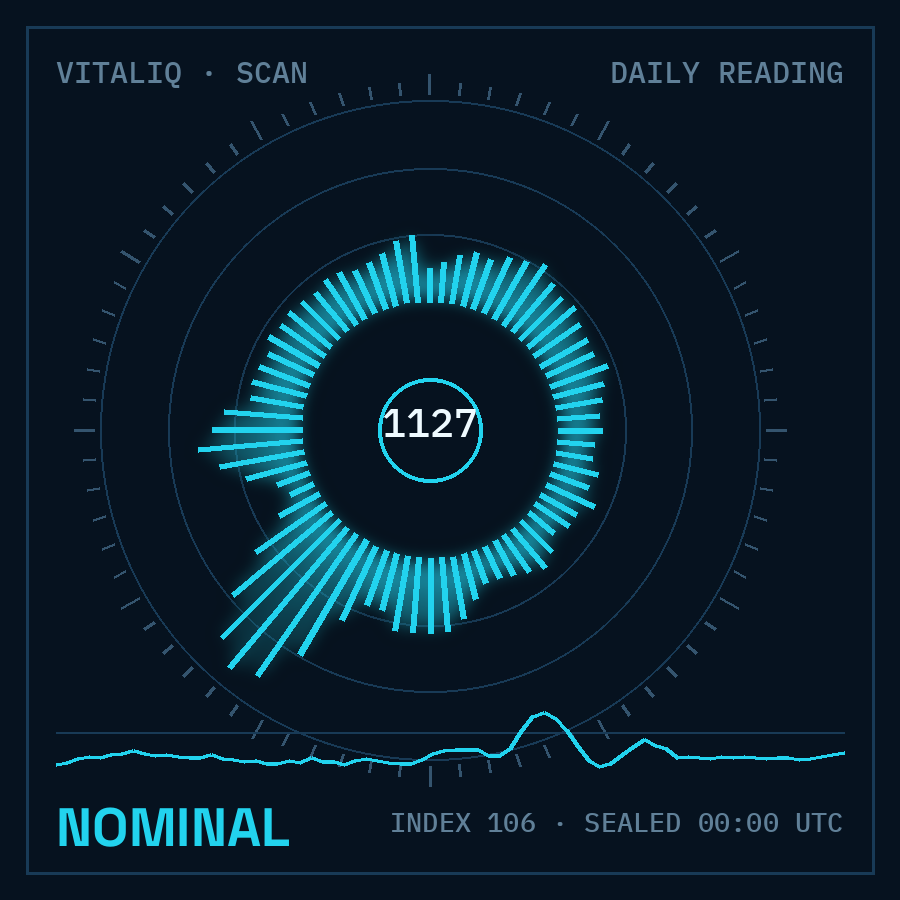 VITALIQ · SCAN
DAILY READING
1127
NOMINAL
INDEX 106 · SEALED 00:00 UTC